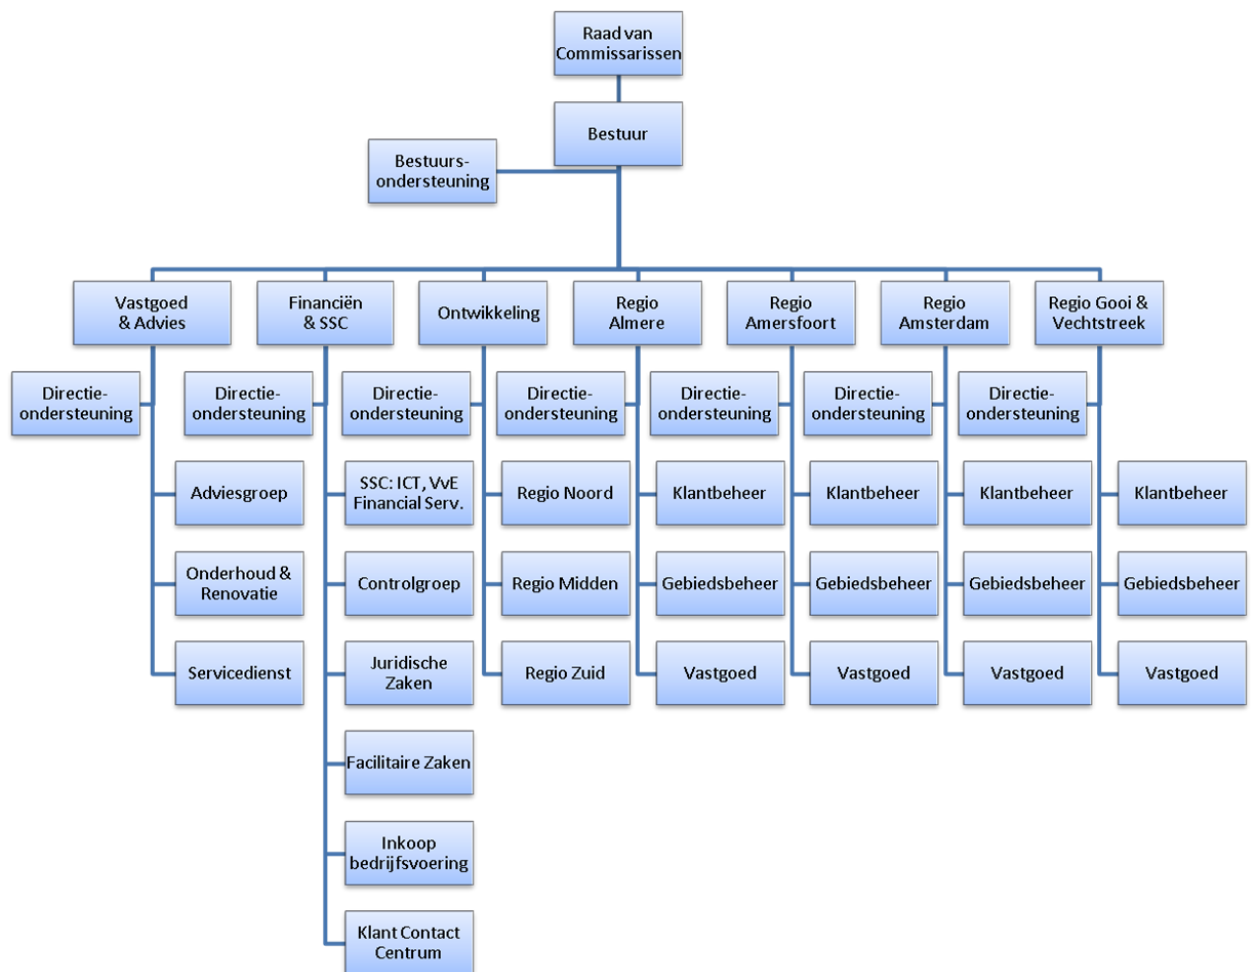 Raad van
Commissarissen
Bestuur
Bestuurs-
ondersteuning
Vastgoed
& Advies
Financiën
& SSC
Ontwikkeling
Regio
Almere
Regio
Amersfoort
Regio
Amsterdam
Regio Gooi &
Vechtstreek
Directie-
ondersteuning
Directie-
ondersteuning
Directie-
ondersteuning
Directie-
ondersteuning
Directie-
ondersteuning
Directie-
ondersteuning
Directie-
ondersteuning
Adviesgroep
SSC: ICT, VvE
Financial Serv.
Regio Noord
Klantbeheer
Klantbeheer
Klantbeheer
Klantbeheer
Onderhoud &
Renovatie
Controlgroep
Regio Midden
Gebiedsbeheer
Gebiedsbeheer
Gebiedsbeheer
Gebiedsbeheer
Servicedienst
Juridische
Zaken
Regio Zuid
Vastgoed
Vastgoed
Vastgoed
Vastgoed
Facilitaire Zaken
Inkoop
bedrijfsvoering
Klant Contact
Centrum